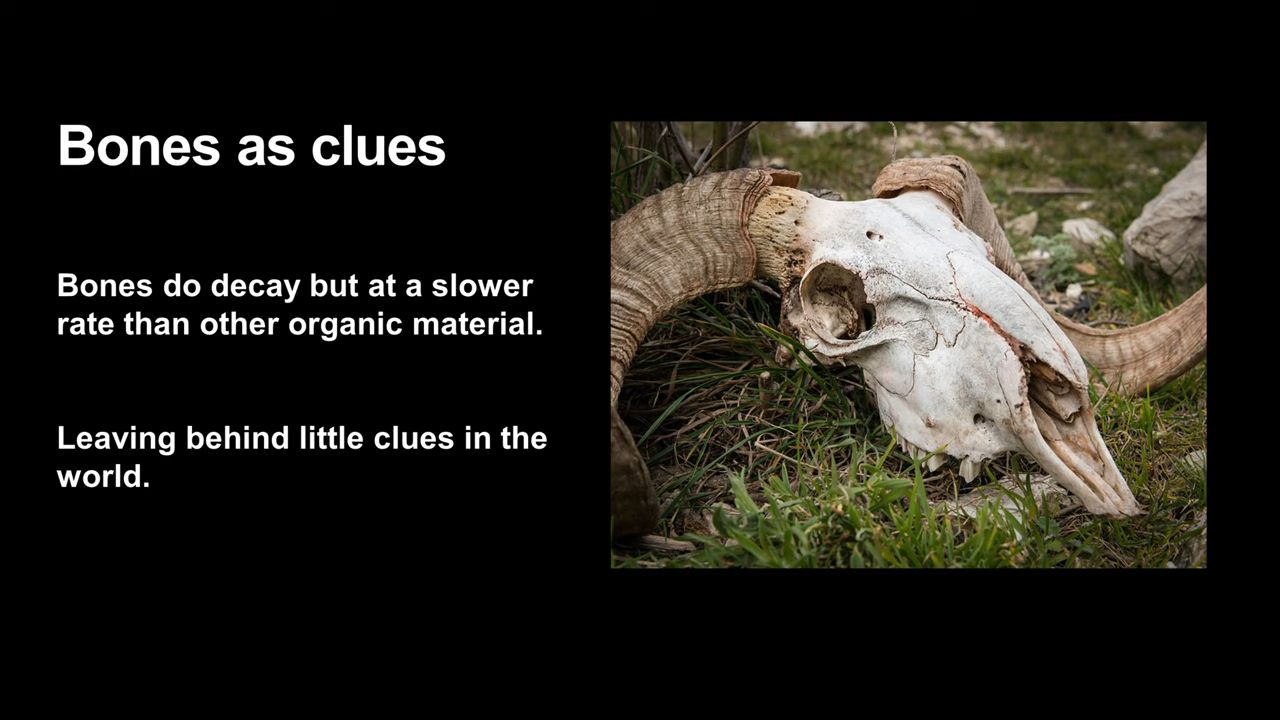 Bones as clues
Bones do decay but at a slower
rate than other organic material.
Leaving behind little clues in the
world.